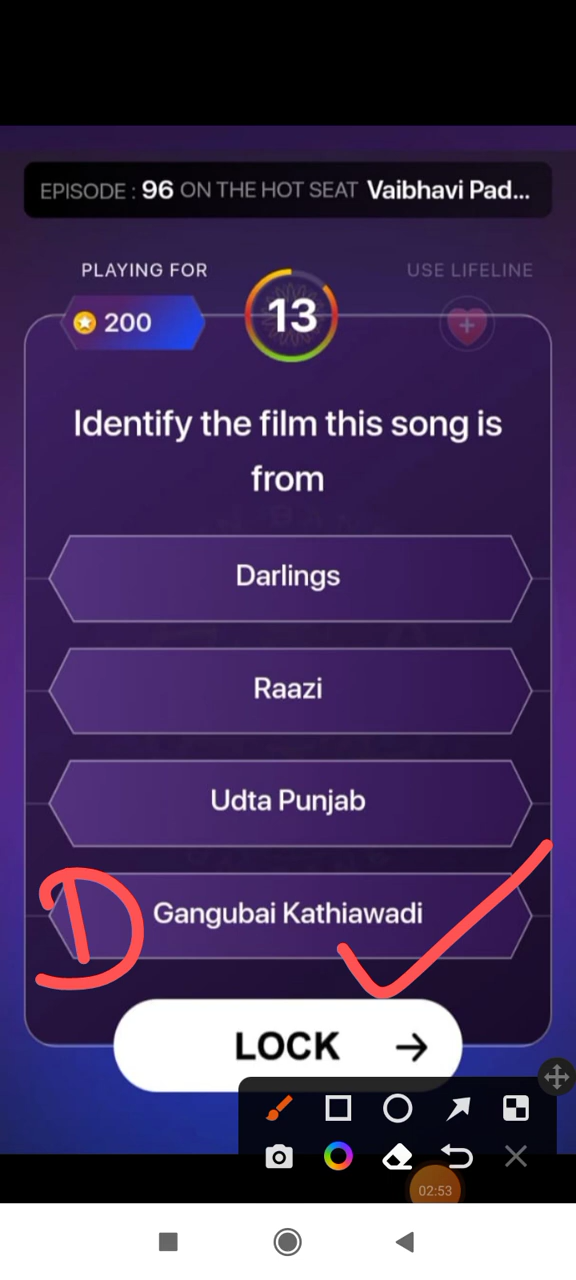 EPISODE : 96 ON THE HOT SEAT Vaibhavi Pad...
PLAYING FOR
USE LIFELINE
200
13
Identify the film this song is
from
Darlings
Raazi
Udta Punjab
D
Gangubai Kathiawadi
LOCK
02:53